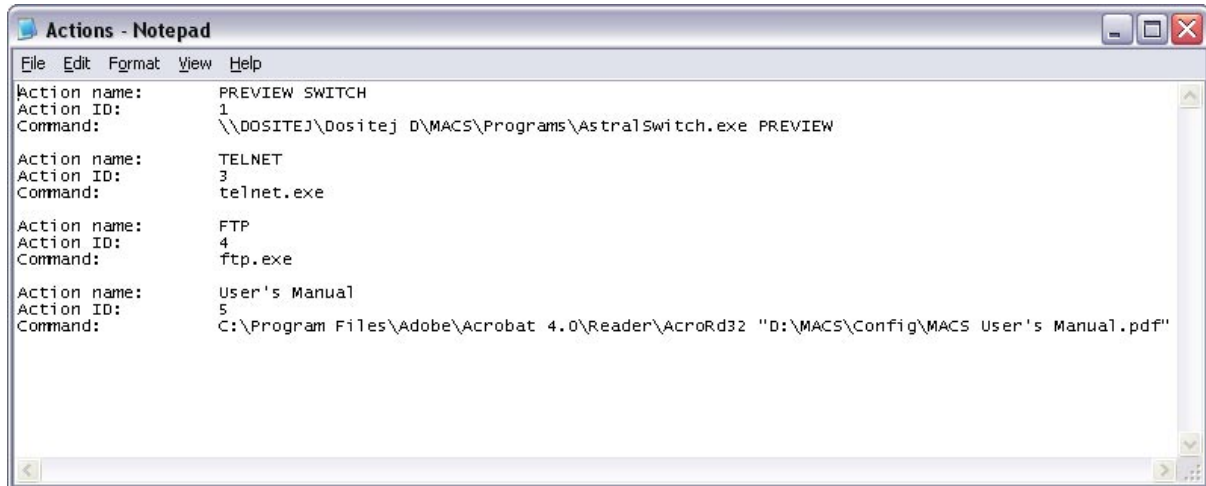 Actions - Notepad
File Edit Format View Help
Action name: PREVIEW SWITCH
Action ID: 1
Command: \\DOSITEJ\Dositej D\MACS\Programs\AstralSwitch.exe PREVIEW
Action name: TELNET
Action ID: 3
Command: telnet.exe
Action name: FTP
Action ID: 4
Command: ftp.exe
Action name: User's Manual
Action ID: 5
Command: C:\Program Files\Adobe\Acrobat 4.0\Reader\AcroRd32 "D:\MACS\Config\MACS User's Manual.pdf"